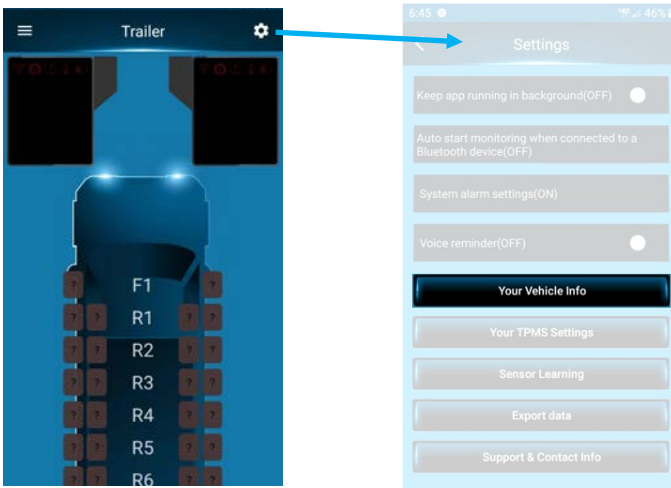 Trailer
F1
R1
R2
R3
R4
R5
R6
6:45
46%
Settings
Keep app running in background(OFF)
Auto start monitoring when connected to a
Bluetooth device(OFF)
System alarm settings(ON)
Voice reminder(OFF)
Your Vehicle Info
Your TPMS Settings
Sensor Learning
Export data
Support & Contact Info